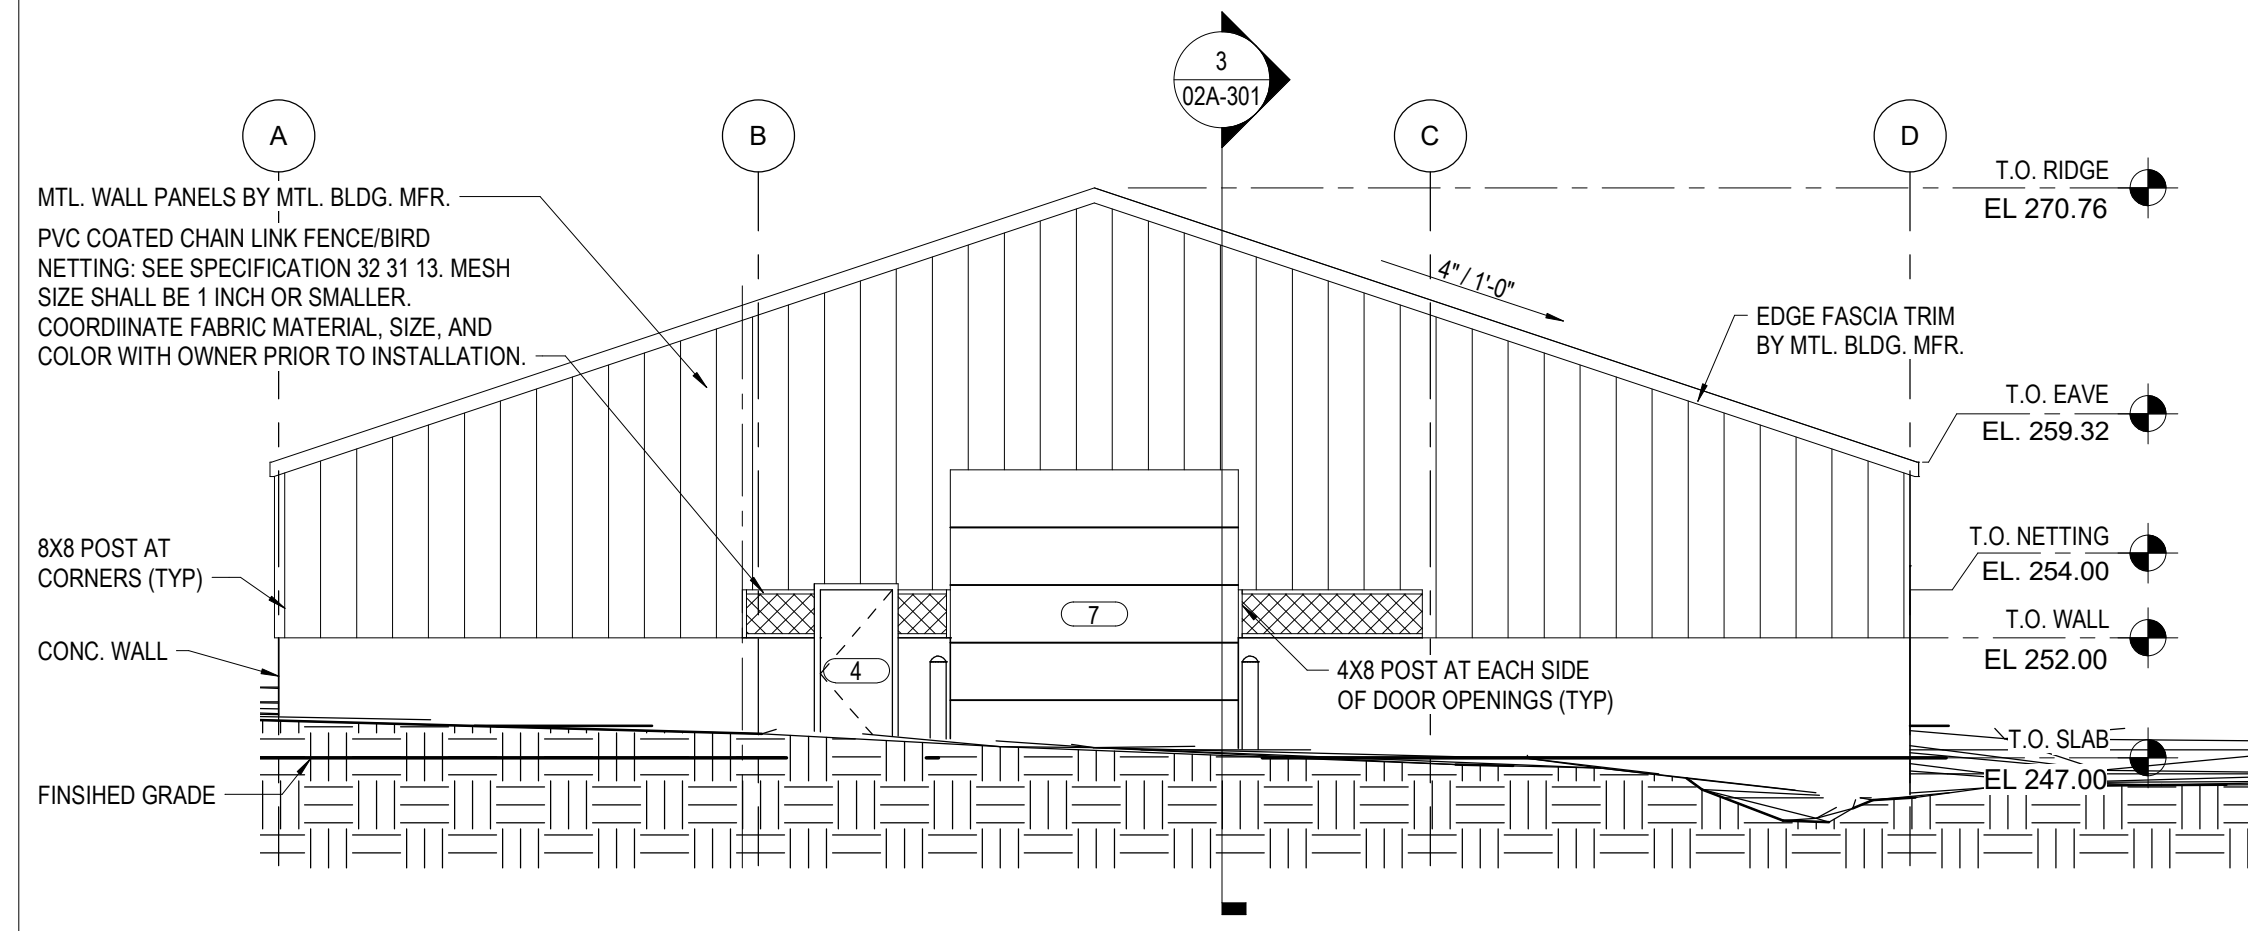 3
02A-301
A
B
C
D
T.O. RIDGE
EL 270.76
MTL. WALL PANELS BY MTL. BLDG. MFR.
PVC COATED CHAIN LINK FENCE/BIRD
NETTING: SEE SPECIFICATION 32 31 13. MESH
SIZE SHALL BE 1 INCH OR SMALLER.
COORDIINATE FABRIC MATERIAL, SIZE, AND
COLOR WITH OWNER PRIOR TO INSTALLATION.
4" / 1'-0"
EDGE FASCIA TRIM
BY MTL. BLDG. MFR.
T.O. EAVE
EL. 259.32
8X8 POST AT
CORNERS (TYP)
T.O. NETTING
EL. 254.00
7
T.O. WALL
EL 252.00
CONC. WALL
4
4X8 POST AT EACH SIDE
OF DOOR OPENINGS (TYP)
T.O. SLAB
EL 247.00
FINSIHED GRADE